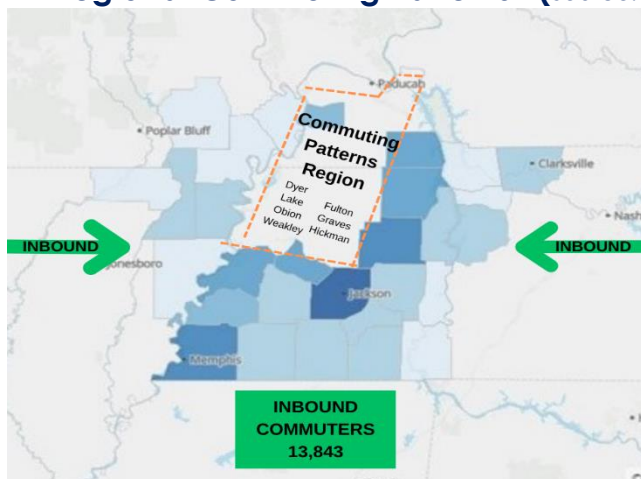 Paducah
Poplar Bluff
Commuting
Patterns
Region
Dyer
Lake
Obion
Weakley
Fulton
Graves
Hickman
Clarksville
INBOUND
INBOUND
Jackson
Memphis
INBOUND
COMMUTERS
13,843